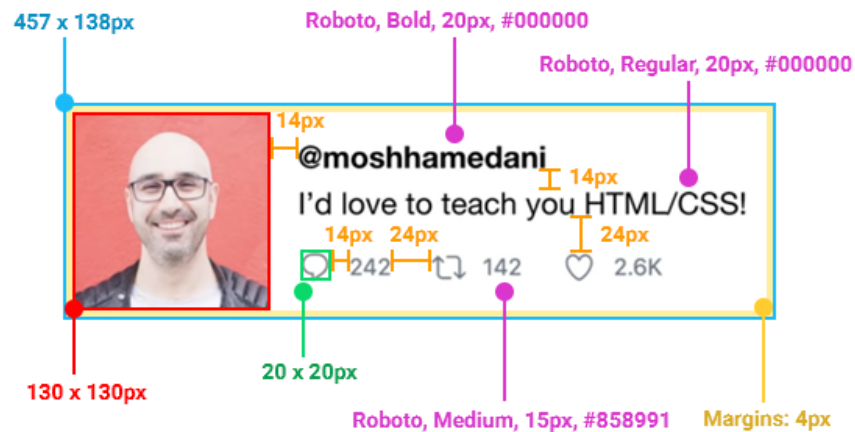 457 x 138px
Roboto, Bold, 20px, #000000
Roboto, Regular, 20px, #000000
14px
@moshhamedani
14px
I'd love to teach you HTML/CSS!
14px 24px 24px
242 142 2.6K
20 x 20px
130 x 130px
Roboto, Medium, 15px, #858991
Margins: 4px